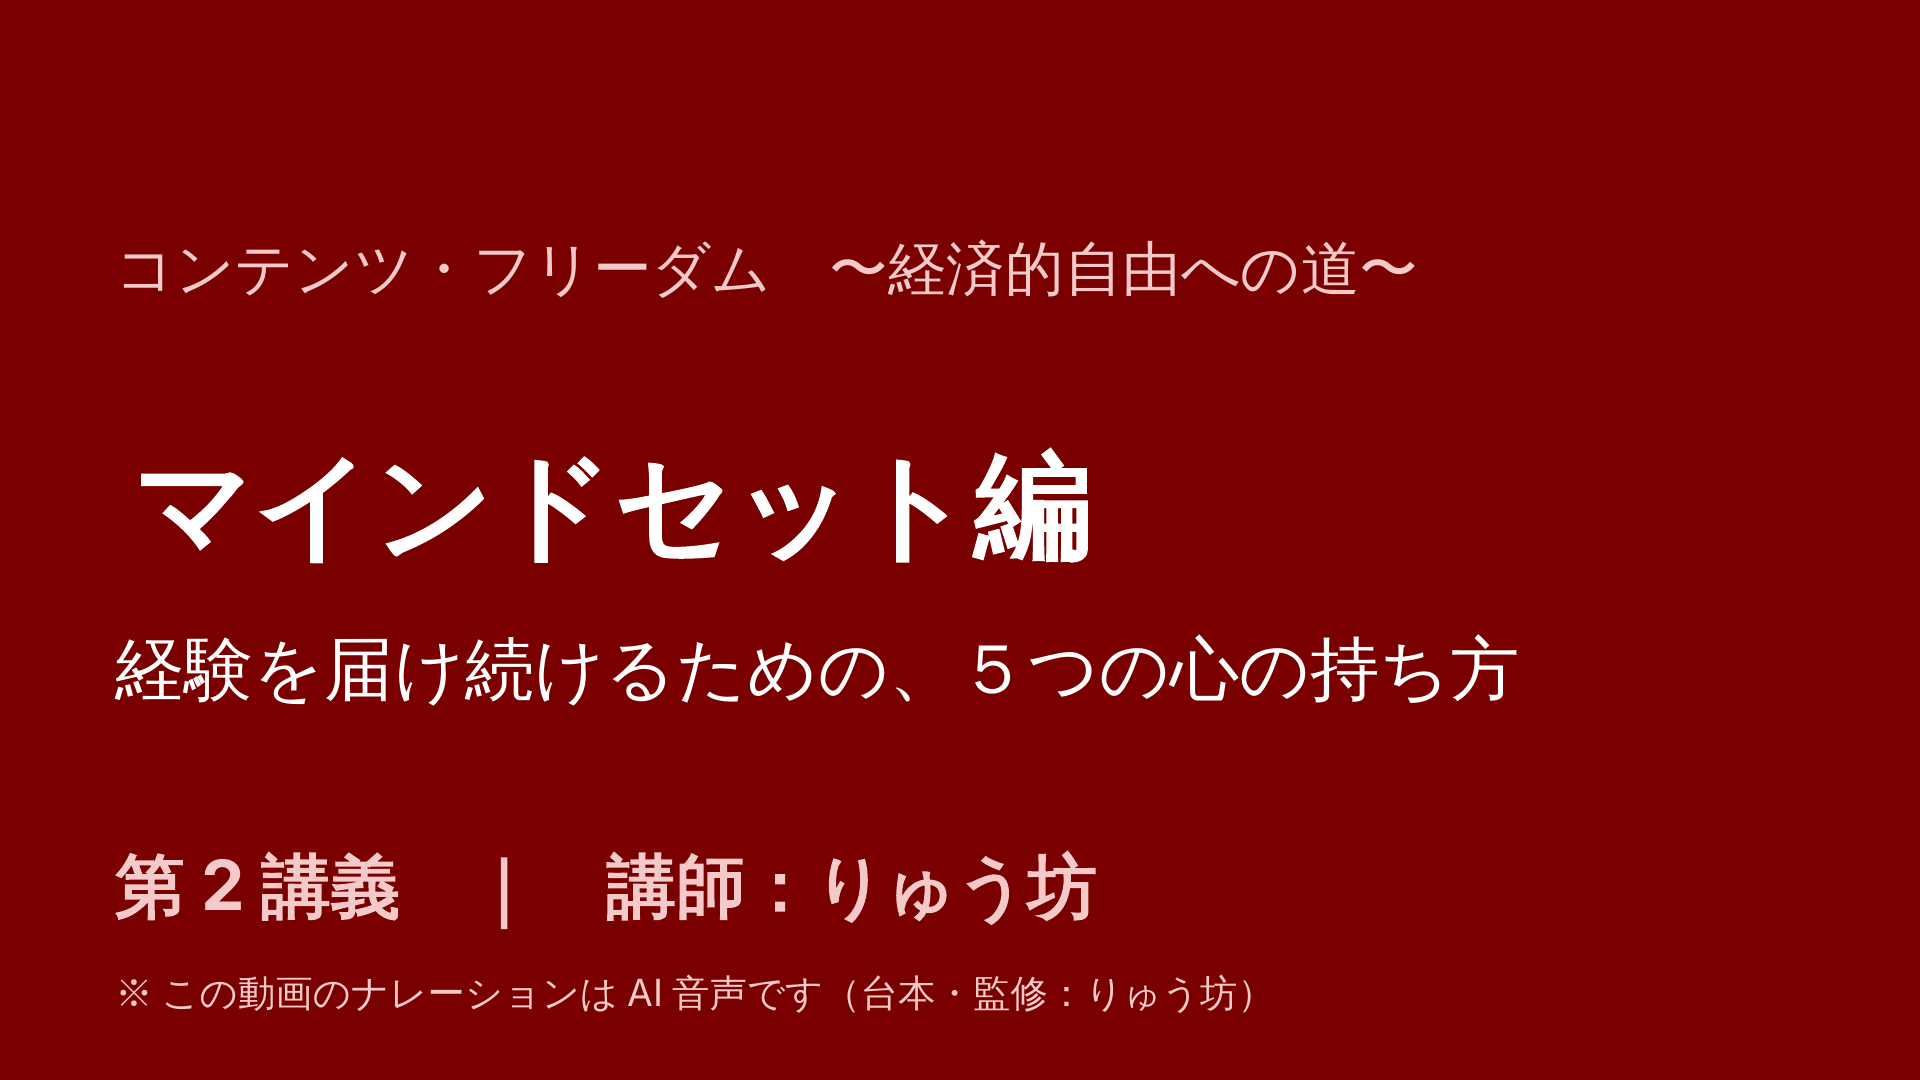 コンテンツ・フリーダム　〜経済的自由への道〜
マインドセット編
経験を届け続けるための、５つの心の持ち方
第 2 講義　｜　講師：りゅう坊
※ この動画のナレーションは AI 音声です（台本・監修：りゅう坊）